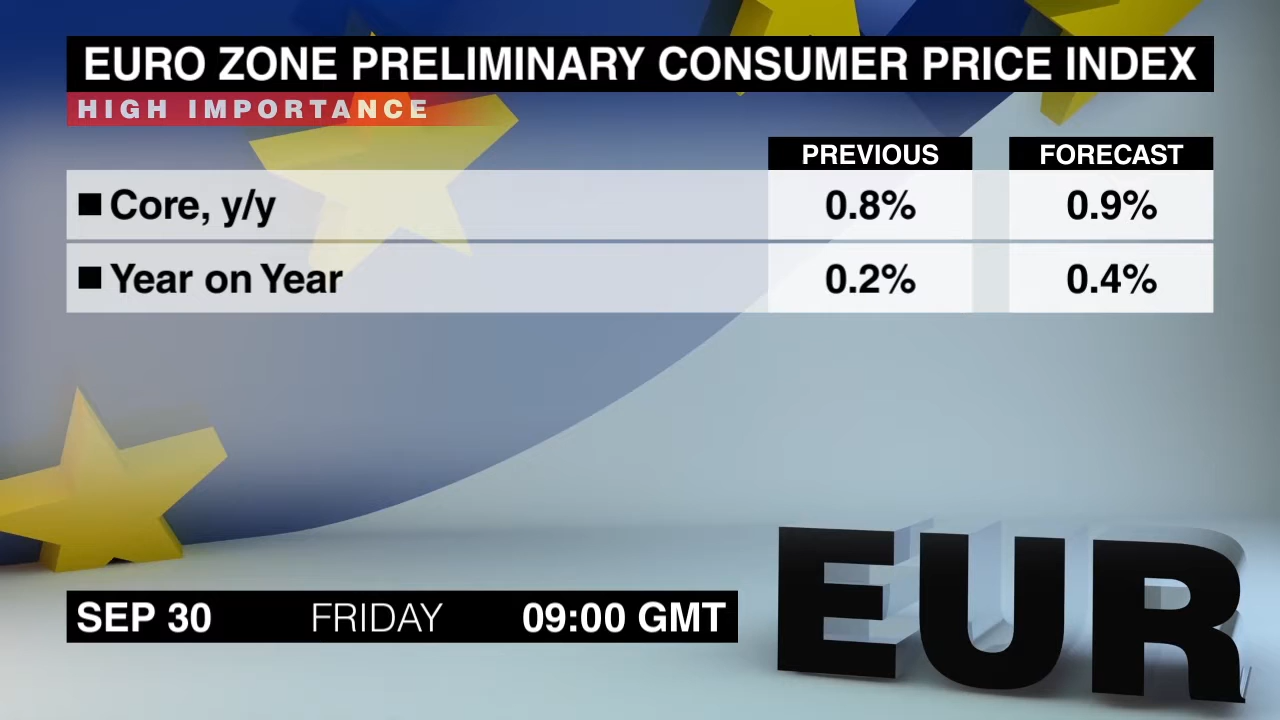 EURO ZONE PRELIMINARY CONSUMER PRICE INDEX
HIGH IMPORTANCE
PREVIOUS FORECAST
Core, y/y 0.8% 0.9%
Year on Year 0.2% 0.4%
SEP 30 FRIDAY 09:00 GMT
EUR